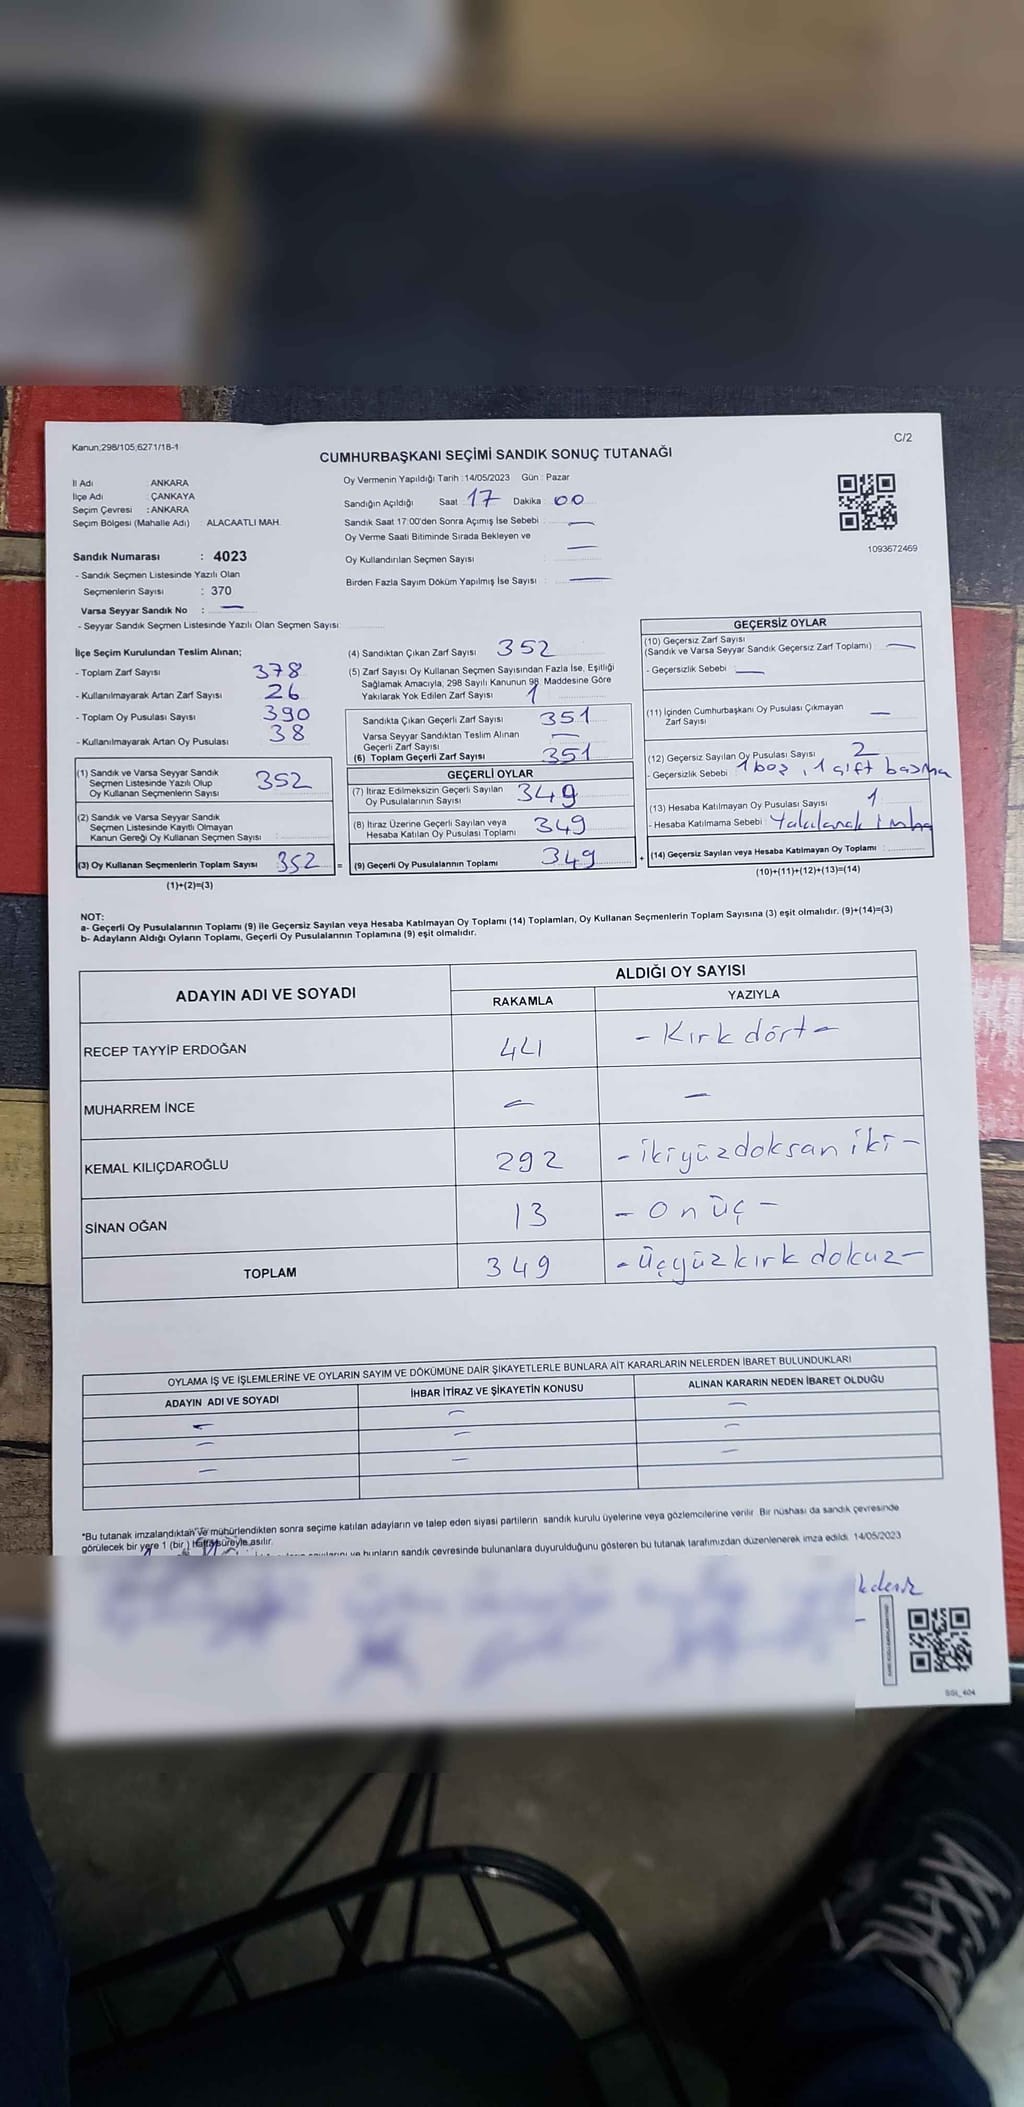 Kanun;298/105;6271/18-1
C/2
CUMHURBAŞKANI SEÇİMİ SANDIK SONUÇ TUTANAĞI
İl Adı : ANKARA
İlçe Adı : ÇANKAYA
Seçim Çevresi : ANKARA
Seçim Bölgesi (Mahalle Adı) ALACAATLI MAH.
Sandık Numarası : 4023
- Sandık Seçmen Listesinde Yazılı Olan
Seçmenlerin Sayısı : 370
Varsa Seyyar Sandık No : —
- Seyyar Sandık Seçmen Listesinde Yazılı Olan Seçmen Sayısı:
Oy Vermenin Yapıldığı Tarih :14/05/2023 Gün : Pazar
Sandığın Açıldığı Saat 17 Dakika 00
Sandık Saat 17:00'den Sonra Açımış İse Sebebi : —
Oy Verme Saati Bitiminde Sırada Bekleyen ve
Oy Kullandırılan Seçmen Sayısı : —
Birden Fazla Sayım Döküm Yapılmış İse Sayısı : —
1093672469
İlçe Seçim Kurulundan Teslim Alınan;
- Toplam Zarf Sayısı 378
- Kullanılmayarak Artan Zarf Sayısı 26
- Toplam Oy Pusulası Sayısı 390
- Kullanılmayarak Artan Oy Pusulası 38
(1) Sandık ve Varsa Seyyar Sandık
Seçmen Listesinde Yazılı Olup
Oy Kullanan Seçmenlerin Sayısı 352
(2) Sandık ve Varsa Seyyar Sandık
Seçmen Listesinde Kayıtlı Olmayan
Kanun Gereği Oy Kullanan Seçmen Sayısı :
(3) Oy Kullanan Seçmenlerin Toplam Sayısı 352 =
(1)+(2)=(3)
(4) Sandıktan Çıkan Zarf Sayısı 352
(5) Zarf Sayısı Oy Kullanan Seçmen Sayısından Fazla İse, Eşitliği
Sağlamak Amacıyla, 298 Sayılı Kanunun 98. Maddesine Göre
Yakılarak Yok Edilen Zarf Sayısı 1
Sandıkta Çıkan Geçerli Zarf Sayısı 351
Varsa Seyyar Sandıktan Teslim Alınan
Geçerli Zarf Sayısı —
(6) Toplam Geçerli Zarf Sayısı 351
GEÇERLİ OYLAR
(7) İtiraz Edilmeksizin Geçerli Sayılan
Oy Pusulalarının Sayısı 349
(8) İtiraz Üzerine Geçerli Sayılan veya
Hesaba Katılan Oy Pusulası Toplamı 349
(9) Geçerli Oy Pusulalarının Toplamı 349 +
GEÇERSİZ OYLAR
(10) Geçersiz Zarf Sayısı
(Sandık ve Varsa Seyyar Sandık Geçersiz Zarf Toplamı) —
- Geçersizlik Sebebi : —
(11) İçinden Cumhurbaşkanı Oy Pusulası Çıkmayan
Zarf Sayısı —
(12) Geçersiz Sayılan Oy Pusulası Sayısı 2
- Geçersizlik Sebebi : 1 boş, 1 çift basma
(13) Hesaba Katılmayan Oy Pusulası Sayısı 1
- Hesaba Katılmama Sebebi : Yakılarak imha
(14) Geçersiz Sayılan veya Hesaba Katılmayan Oy Toplamı :
(10)+(11)+(12)+(13)=(14)
NOT:
a- Geçerli Oy Pusulalarının Toplamı (9) ile Geçersiz Sayılan veya Hesaba Katılmayan Oy Toplamı (14) Toplamları, Oy Kullanan Seçmenlerin Toplam Sayısına (3) eşit olmalıdır. (9)+(14)=(3)
b- Adayların Aldığı Oyların Toplamı, Geçerli Oy Pusulalarının Toplamına (9) eşit olmalıdır.
ADAYIN ADI VE SOYADI
ALDIĞI OY SAYISI
RAKAMLA YAZIYLA
RECEP TAYYİP ERDOĞAN 44 - Kırk dört -
MUHARREM İNCE — —
KEMAL KILIÇDAROĞLU 292 - ikiyüzdoksan iki -
SİNAN OĞAN 13 - On üç -
TOPLAM 349 - üçyüzkırk dokuz -
OYLAMA İŞ VE İŞLEMLERİNE VE OYLARIN SAYIM VE DÖKÜMÜNE DAİR ŞİKAYETLERLE BUNLARA AİT KARARLARIN NELERDEN İBARET BULUNDUKLARI
ADAYIN ADI VE SOYADI İHBAR İTİRAZ VE ŞİKAYETİN KONUSU ALINAN KARARIN NEDEN İBARET OLDUĞU
— — —
— — —
— — —
*Bu tutanak imzalandıktan ve mühürlendikten sonra seçime katılan adayların ve talep eden siyasi partilerin sandık kurulu üyelerine veya gözlemcilerine verilir. Bir nüshası da sandık çevresinde
görülecek bir yere 1 (bir) hafta süreyle asılır.
bunların sandık çevresinde bulunanlara duyurulduğunu gösteren bu tutanak tarafımızdan düzenlenerek imza edildi. 14/05/2023